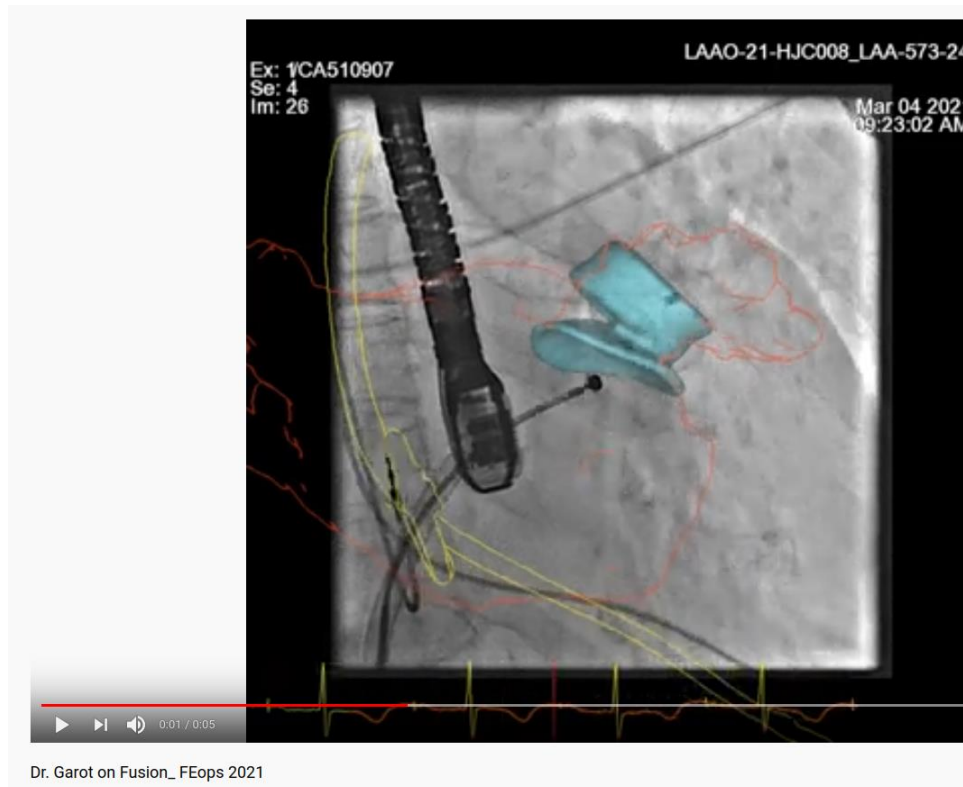 LAAO-21-HJC008_LAA-573-24
Ex: 1/CA510907
Se: 4
Im: 26
Mar 04 202
09:23:02 AM
0:01 / 0:05
Dr. Garot on Fusion_ FEops 2021